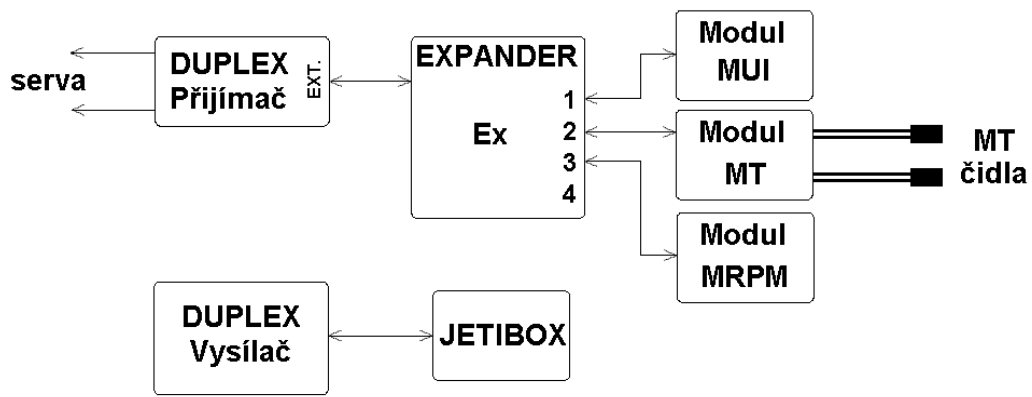 serva
DUPLEX
Přijímač
EXT.
EXPANDER
Ex
1
2
3
4
Modul
MUI
Modul
MT
MT
čidla
Modul
MRPM
DUPLEX
Vysílač
JETIBOX